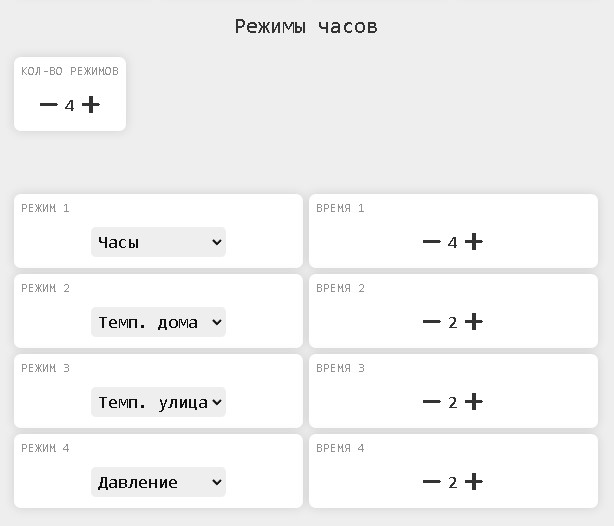 Режимы часов
КОЛ-ВО РЕЖИМОВ
− 4 +
РЕЖИМ 1
Часы
ВРЕМЯ 1
− 4 +
РЕЖИМ 2
Темп. дома
ВРЕМЯ 2
− 2 +
РЕЖИМ 3
Темп. улица
ВРЕМЯ 3
− 2 +
РЕЖИМ 4
Давление
ВРЕМЯ 4
− 2 +